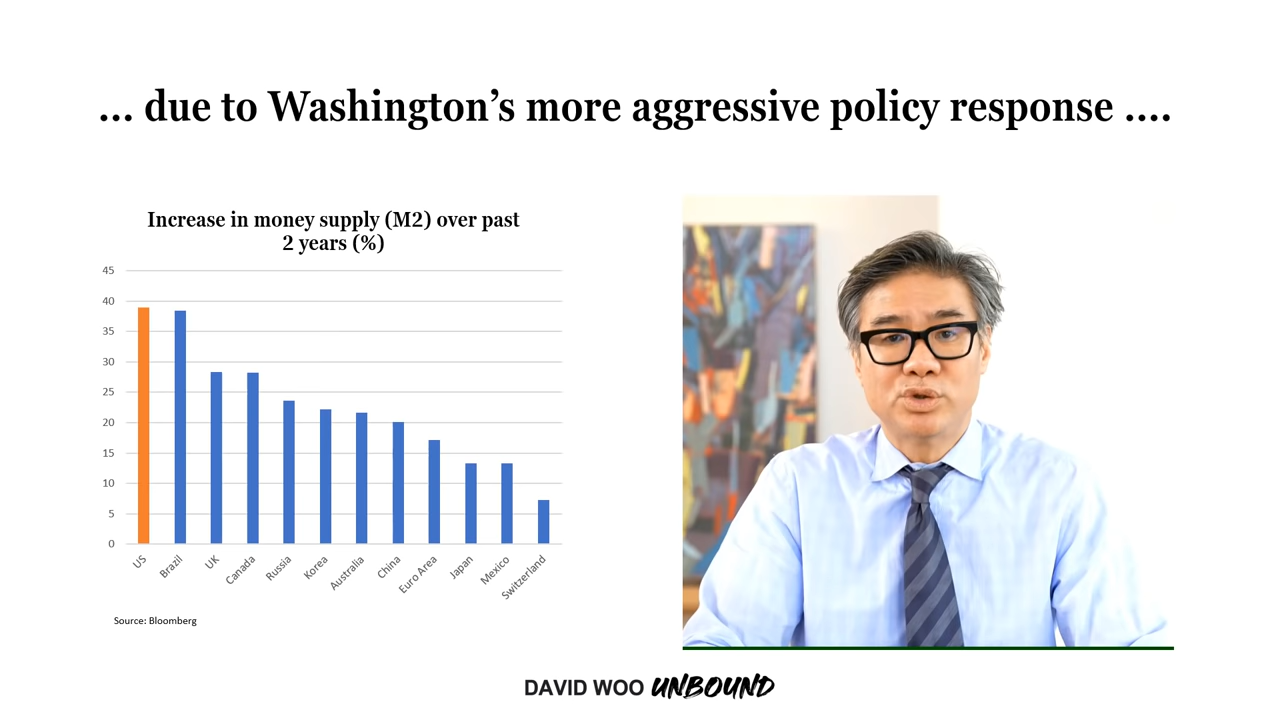 ... due to Washington’s more aggressive policy response ....
Increase in money supply (M2) over past
2 years (%)
45
40
35
30
25
20
15
10
5
0
US
Brazil
UK
Canada
Russia
Korea
Australia
China
Euro Area
Japan
Mexico
Switzerland
Source: Bloomberg
DAVID WOO UNBOUND